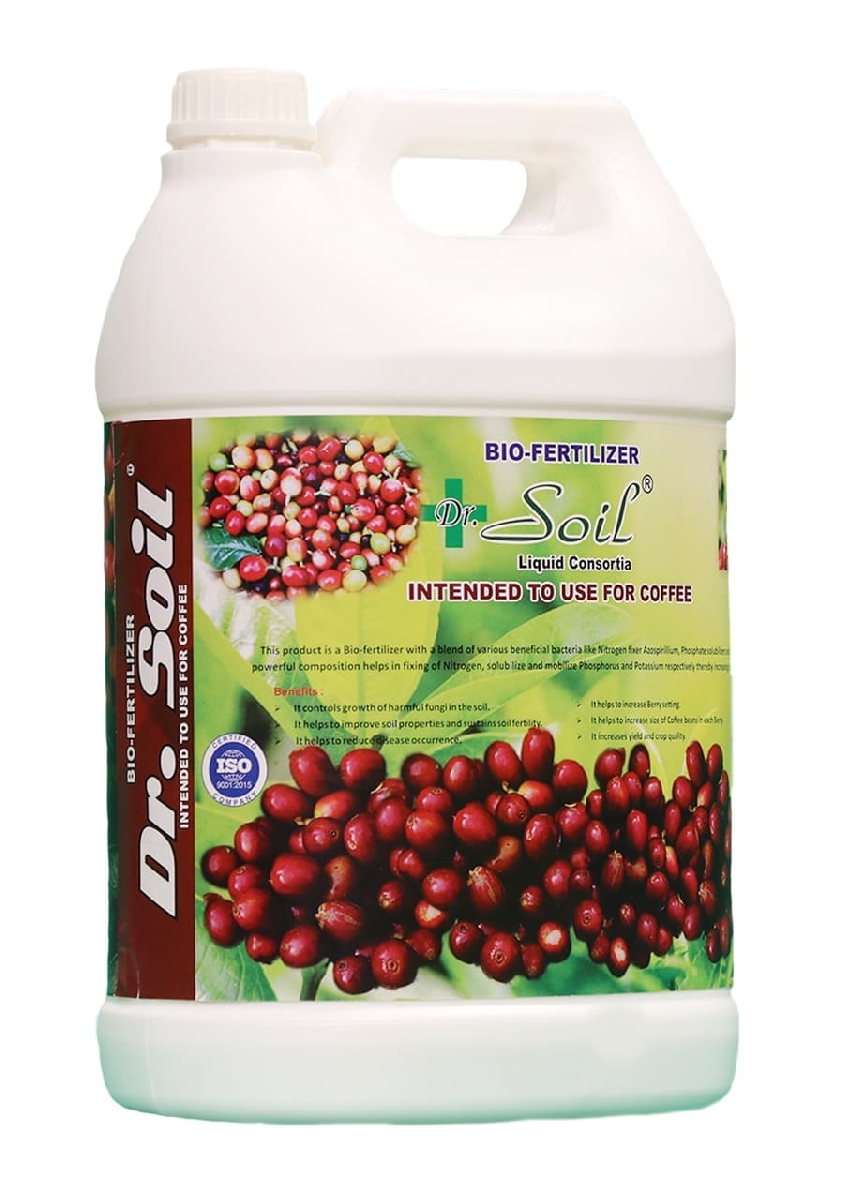 BIO-FERTILIZER
Dr. Soil®
Liquid Consortia
INTENDED TO USE FOR COFFEE
This product is a Bio-fertilizer with a blend of various beneficial bacteria like Nitrogen fixer Azospirillium, Phosphate
powerful composition helps in fixing of Nitrogen, solubilize and mobilize Phosphorus and Potassium respectively thereby
Benefits :
➢ It controls growth of harmful fungi in the soil.
➢ It helps to improve soil properties and sustains soil fertility.
➢ It helps to reduce disease occurrence.
➢ It helps to increase Berry setting.
➢ It helps to increase size of Coffee beans in each Berry
➢ It increases yield and crop quality.
CERTIFIED
ISO
9001:2015
COMPANY
BIO-FERTILIZER
Dr. Soil®
INTENDED TO USE FOR COFFEE